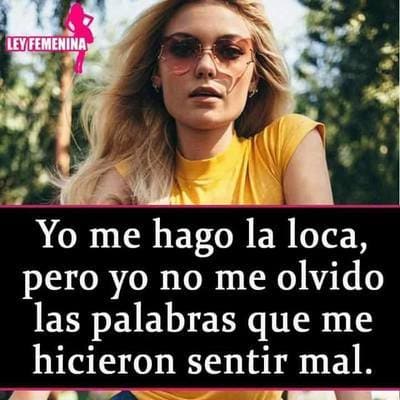 LEY FEMENINA
Yo me hago la loca,
pero yo no me olvido
las palabras que me
hicieron sentir mal.